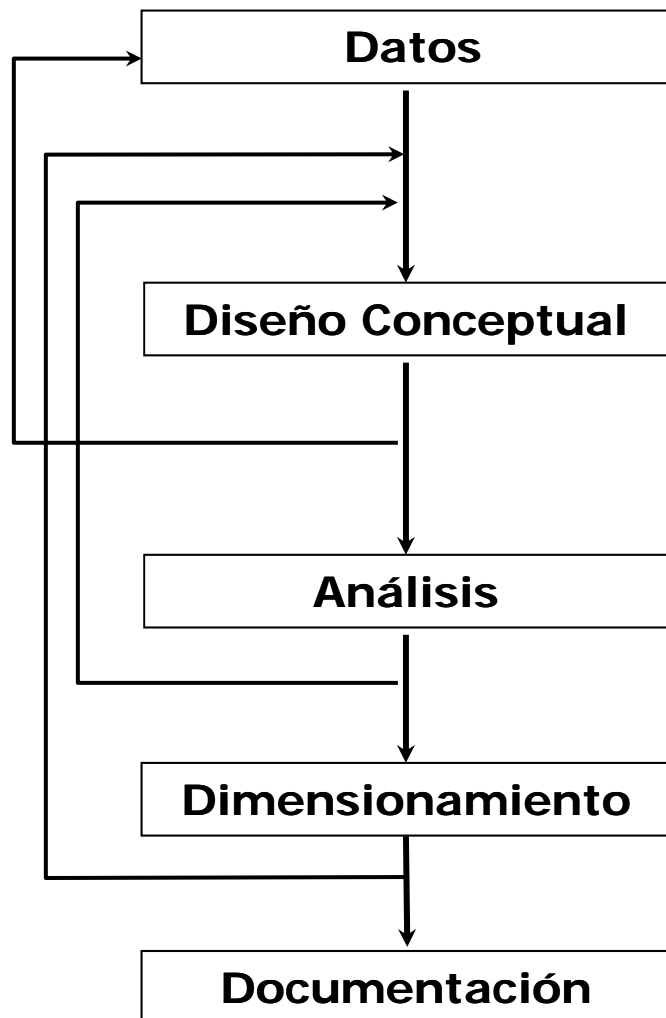 Datos
Diseño Conceptual
Análisis
Dimensionamiento
Documentación